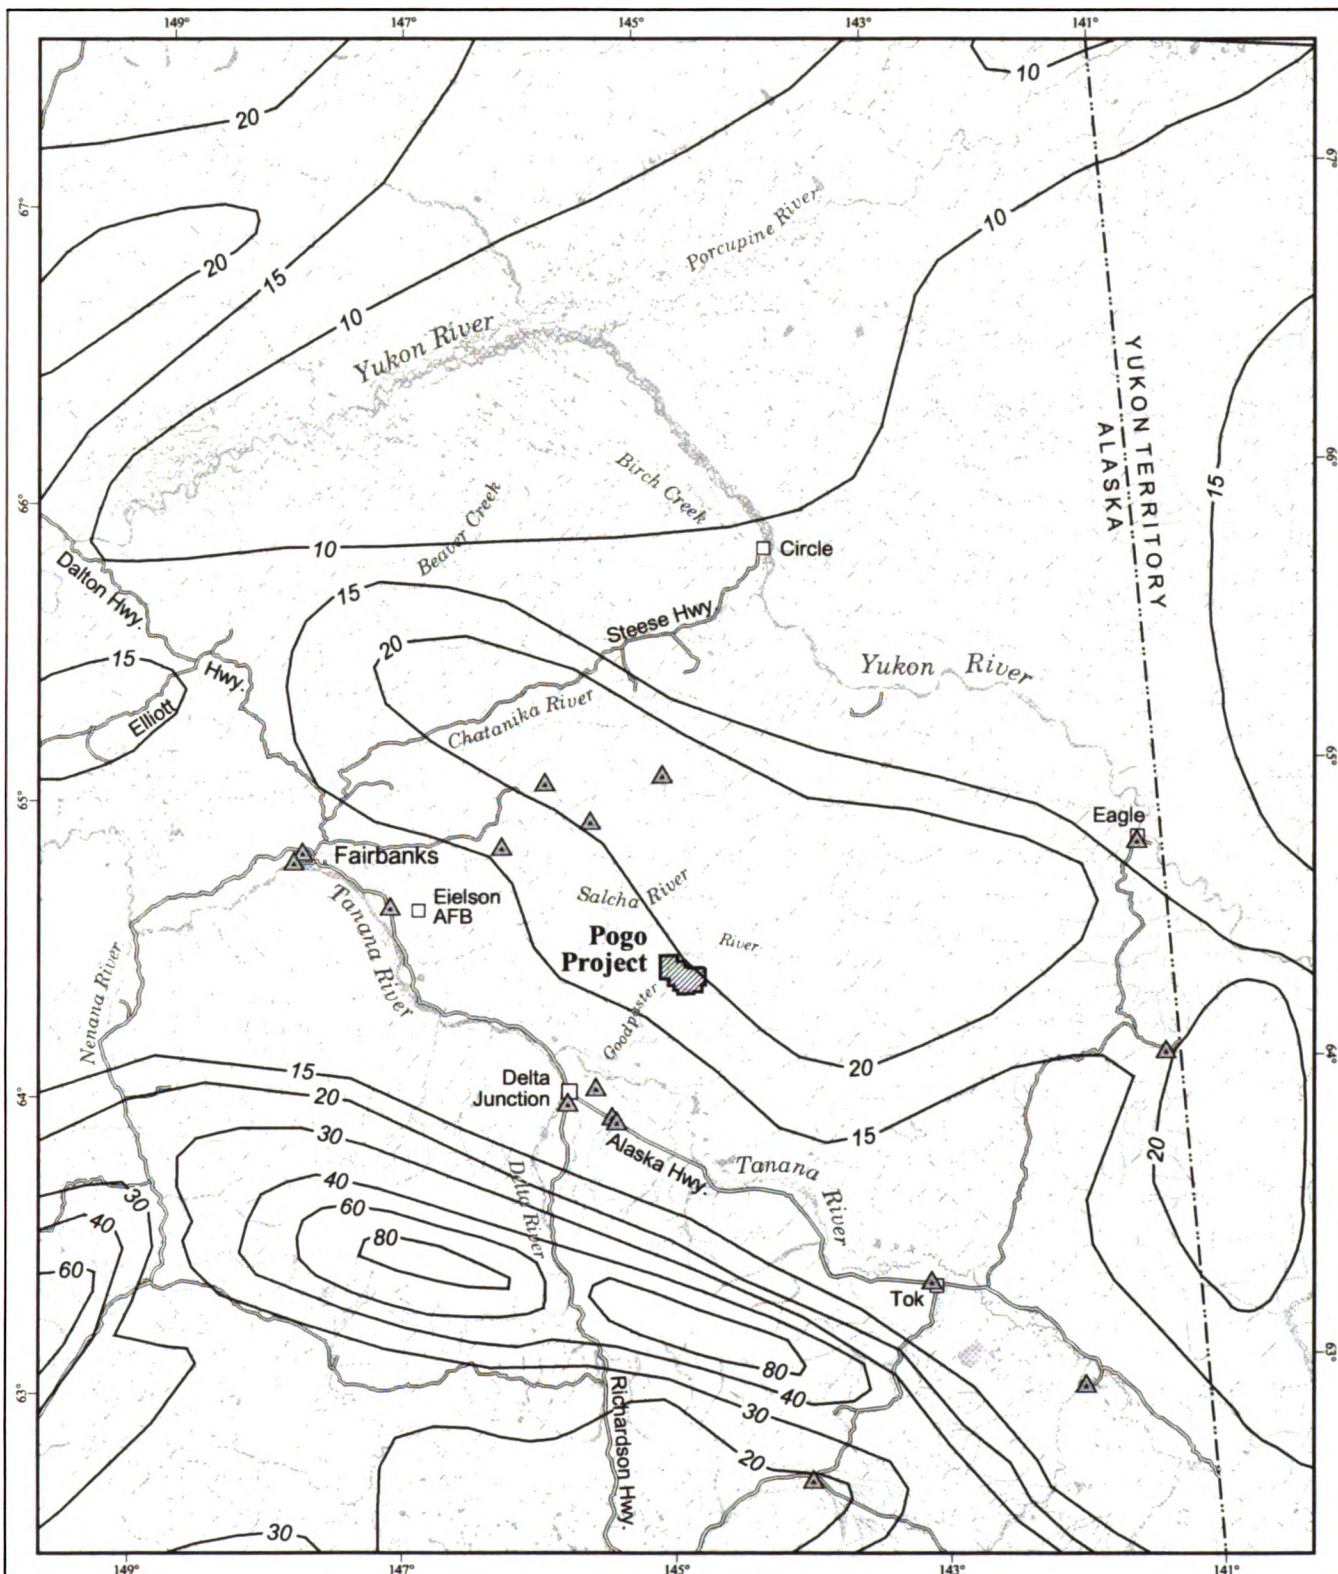 149°
147°
145°
143°
141°
10
20
67°
67°
10
20
15
10
Porcupine River
Yukon River
YUKON TERRITORY
ALASKA
66°
66°
15
Birch Creek
Beaver Creek
10
Circle
Dalton Hwy.
15
Steese Hwy.
20
15
Hwy.
Yukon River
Elliott
Chatanika River
65°
65°
Eagle
Fairbanks
Salcha River
Eielson
AFB
Tanana River
Pogo
Project
River
Nenana River
Goodpaster
64°
64°
15
20
Delta
Junction
20
15
30
Alaska Hwy.
Tanana River
20
Delta River
40
30
40
60
80
60
Tok
63°
63°
80
40
30
Richardson Hwy.
20
30
149°
147°
145°
143°
141°